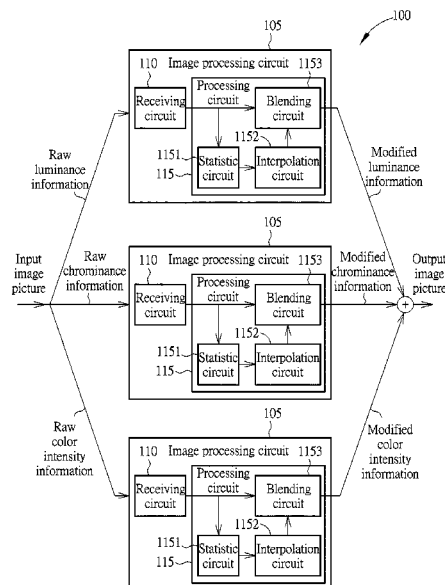 100
105
Image processing circuit
110
1153
Receiving
circuit
Processing
circuit
Blending
circuit
1152
1151
115
Statistic
circuit
Interpolation
circuit
Raw
luminance
information
Modified
luminance
information
105
Image processing circuit
110
1153
Input
image
picture
Raw chrominance
information
Receiving
circuit
Processing
circuit
Blending
circuit
Modified chrominance
information
Output
image
picture
1152
1151
115
Statistic
circuit
Interpolation
circuit
105
Image processing circuit
110
1153
Raw
color
intensity
information
Receiving
circuit
Processing
circuit
Blending
circuit
Modified
color
intensity
information
1152
1151
115
Statistic
circuit
Interpolation
circuit